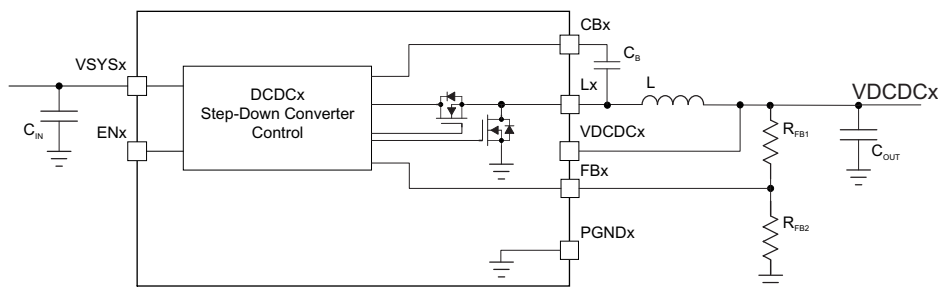 CBx
C_B
VSYSx
DCDCx
Step-Down Converter
Control
Lx
L
VDCDCx
C_IN
ENx
VDCDCx
R_FB1
C_OUT
FBx
R_FB2
PGNDx